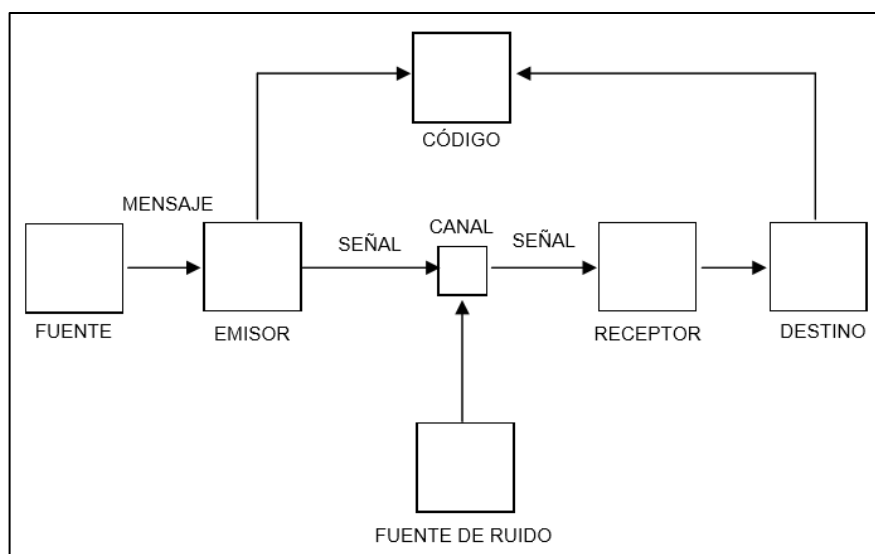 CÓDIGO
MENSAJE
SEÑAL
CANAL
SEÑAL
FUENTE
EMISOR
RECEPTOR
DESTINO
FUENTE DE RUIDO